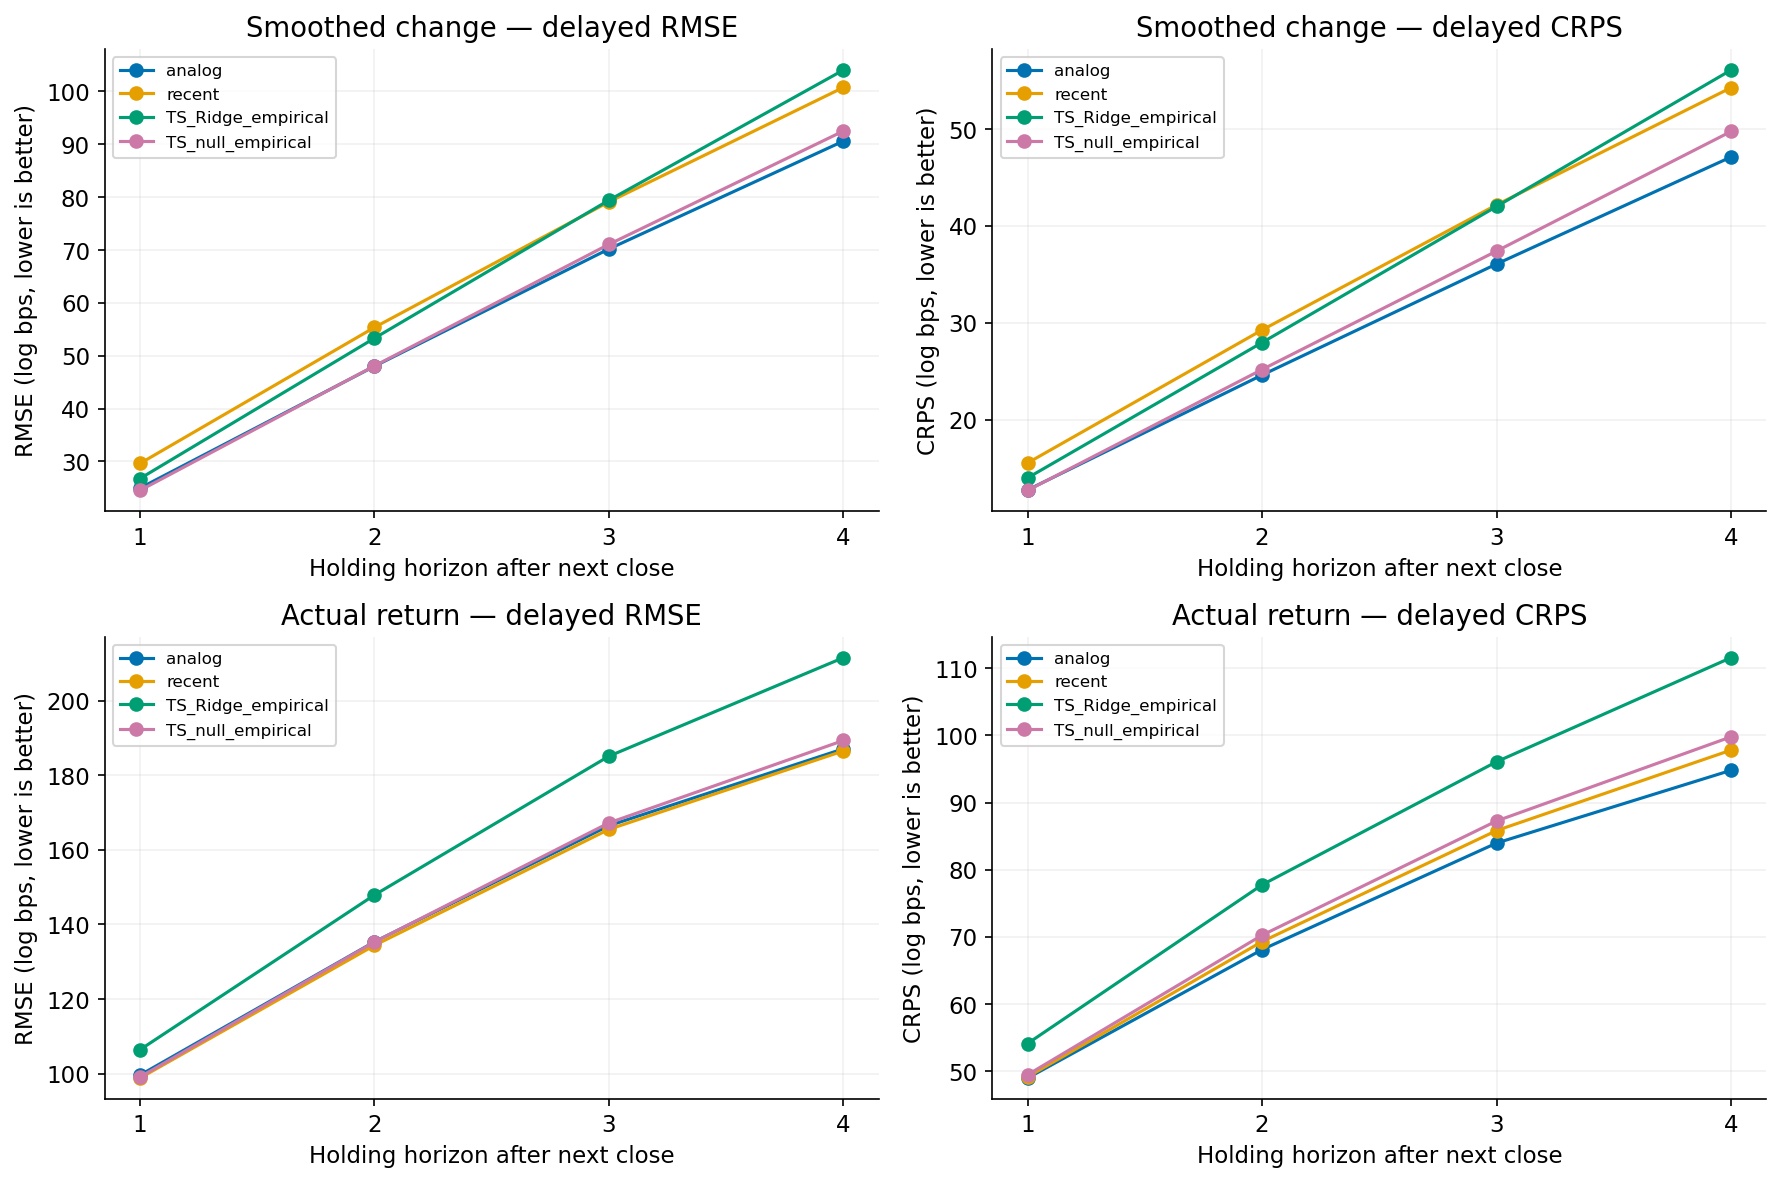 Smoothed change — delayed RMSE
RMSE (log bps, lower is better)
100
90
80
70
60
50
40
30
analog
recent
TS_Ridge_empirical
TS_null_empirical
1 2 3 4
Holding horizon after next close
Smoothed change — delayed CRPS
CRPS (log bps, lower is better)
50
40
30
20
analog
recent
TS_Ridge_empirical
TS_null_empirical
1 2 3 4
Holding horizon after next close
Actual return — delayed RMSE
RMSE (log bps, lower is better)
200
180
160
140
120
100
analog
recent
TS_Ridge_empirical
TS_null_empirical
1 2 3 4
Holding horizon after next close
Actual return — delayed CRPS
CRPS (log bps, lower is better)
110
100
90
80
70
60
50
analog
recent
TS_Ridge_empirical
TS_null_empirical
1 2 3 4
Holding horizon after next close